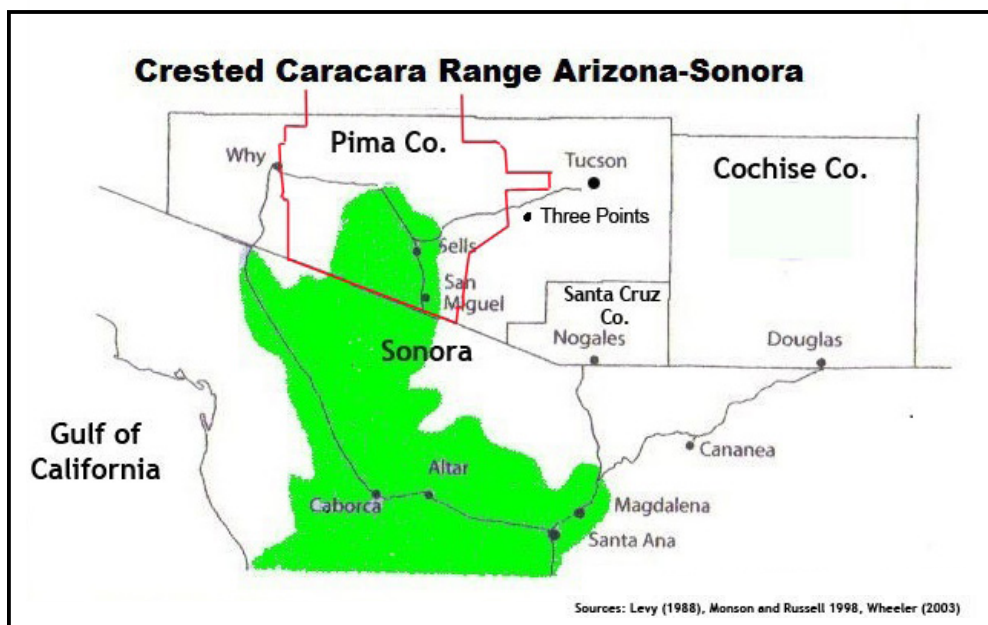 Crested Caracara Range Arizona-Sonora
Pima Co.
Why
Tucson
Cochise Co.
Three Points
Sells
San
Miguel
Santa Cruz
Co.
Nogales
Douglas
Sonora
Gulf of
California
Cananea
Altar
Caborca
Magdalena
Santa Ana
Sources: Levy (1988), Monson and Russell 1998, Wheeler (2003)